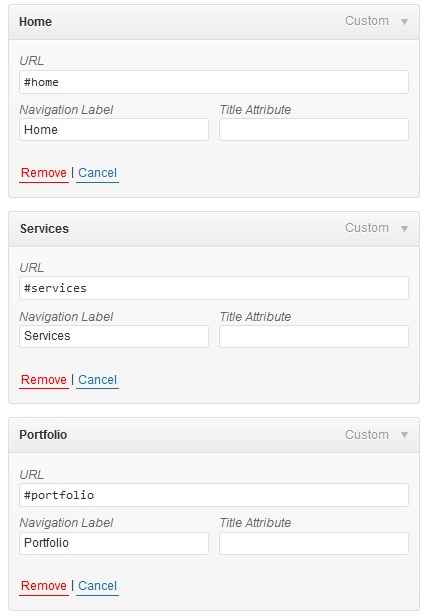 Home Custom
URL
#home
Navigation Label Title Attribute
Home
Remove | Cancel
Services Custom
URL
#services
Navigation Label Title Attribute
Services
Remove | Cancel
Portfolio Custom
URL
#portfolio
Navigation Label Title Attribute
Portfolio
Remove | Cancel